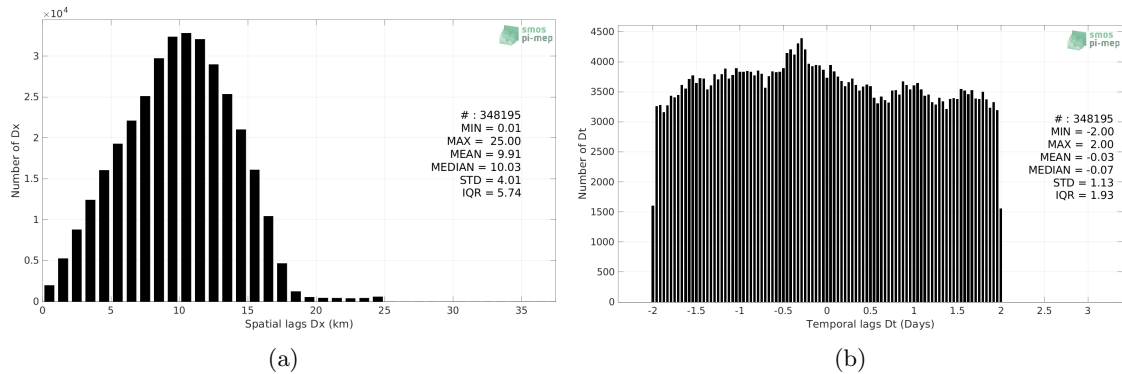 ×10^4
smos
pi-mep
3
2.5
2
1.5
1
0.5
0
Number of Dx
# : 348195
MIN = 0.01
MAX = 25.00
MEAN = 9.91
MEDIAN = 10.03
STD = 4.01
IQR = 5.74
0 5 10 15 20 25 30 35
Spatial lags Dx (km)
(a)
smos
pi-mep
4500
4000
3500
3000
2500
2000
1500
1000
500
0
Number of Dt
# : 348195
MIN = -2.00
MAX = 2.00
MEAN = -0.03
MEDIAN = -0.07
STD = 1.13
IQR = 1.93
-2 -1.5 -1 -0.5 0 0.5 1 1.5 2 2.5 3
Temporal lags Dt (Days)
(b)